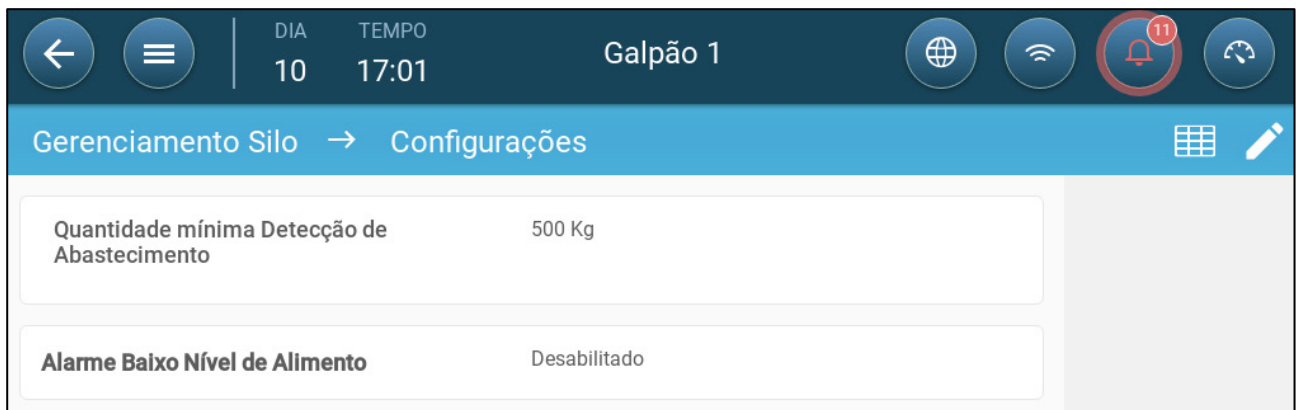 DIA TEMPO
10 17:01
Galpão 1
11
Gerenciamento Silo → Configurações
Quantidade mínima Detecção de
Abastecimento
500 Kg
Alarme Baixo Nível de Alimento
Desabilitado